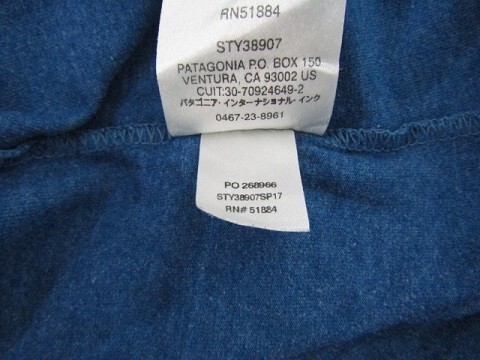 RN51884
STY38907
PATAGONIA P.O. BOX 150
VENTURA, CA 93002 US
CUIT:30-70924649-2
パタゴニア・インターナショナル・インク
0467-23-8961
PO 268966
STY38907SP17
RN# 51884